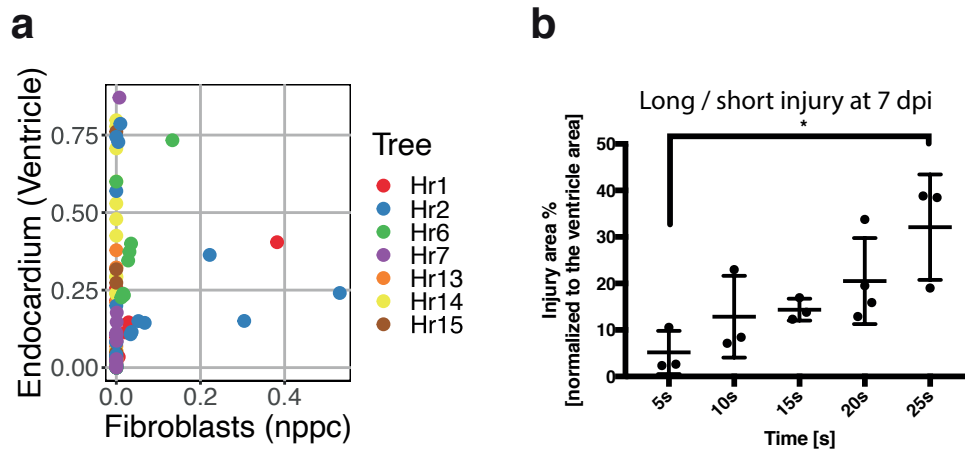 a
Endocardium (Ventricle)
0.75
0.50
0.25
0.00
0.0 0.2 0.4
Fibroblasts (nppc)
Tree
Hr1
Hr2
Hr6
Hr7
Hr13
Hr14
Hr15
b
Long / short injury at 7 dpi
*
Injury area %
[normalized to the ventricle area]
50
40
30
20
10
0
5s 10s 15s 20s 25s
Time [s]